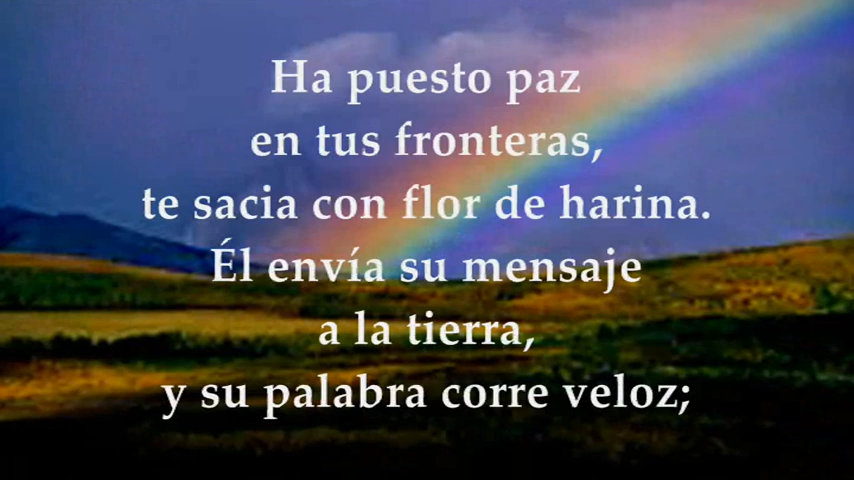 Ha puesto paz
en tus fronteras,
te sacia con flor de harina.
Él envía su mensaje
a la tierra,
y su palabra corre veloz;